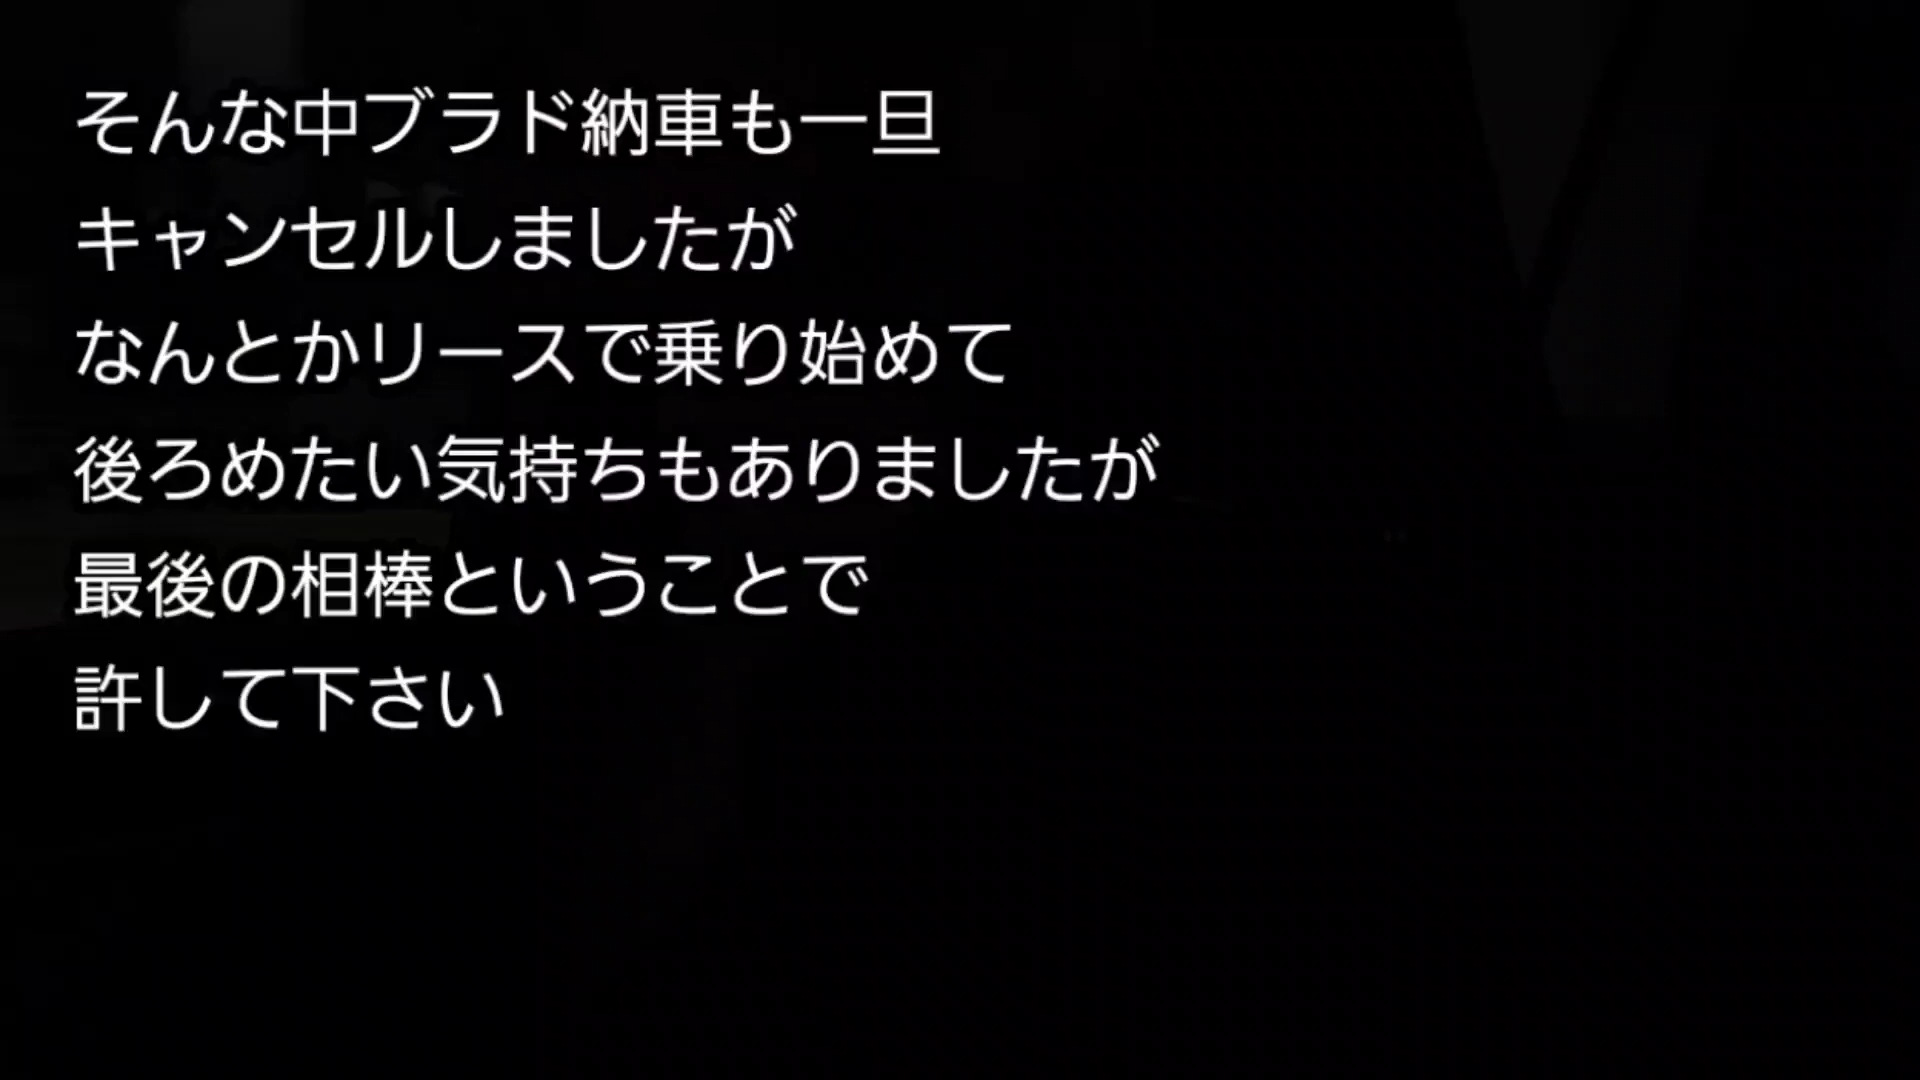 そんな中ブラド納車も一旦
キャンセルしましたが
なんとかリースで乗り始めて
後ろめたい気持ちもありましたが
最後の相棒ということで
許して下さい